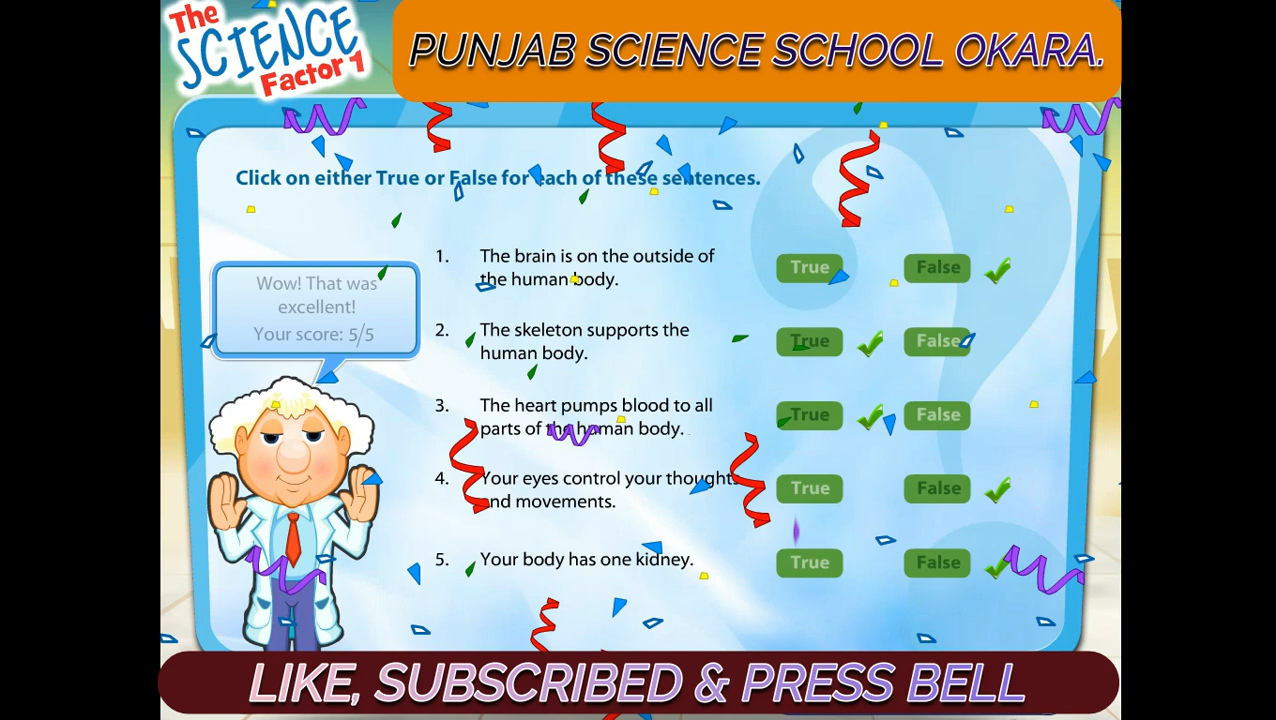 The
SCIENCE
Factor 1
PUNJAB SCIENCE SCHOOL OKARA.
Click on either True or False for each of these sentences.
Wow! That was
excellent!
Your score: 5/5
1. The brain is on the outside of
the human body.
True False
2. The skeleton supports the
human body.
True False
3. The heart pumps blood to all
parts of the human body.
True False
4. Your eyes control your thoughts
and movements.
True False
5. Your body has one kidney.
True False
LIKE, SUBSCRIBED & PRESS BELL